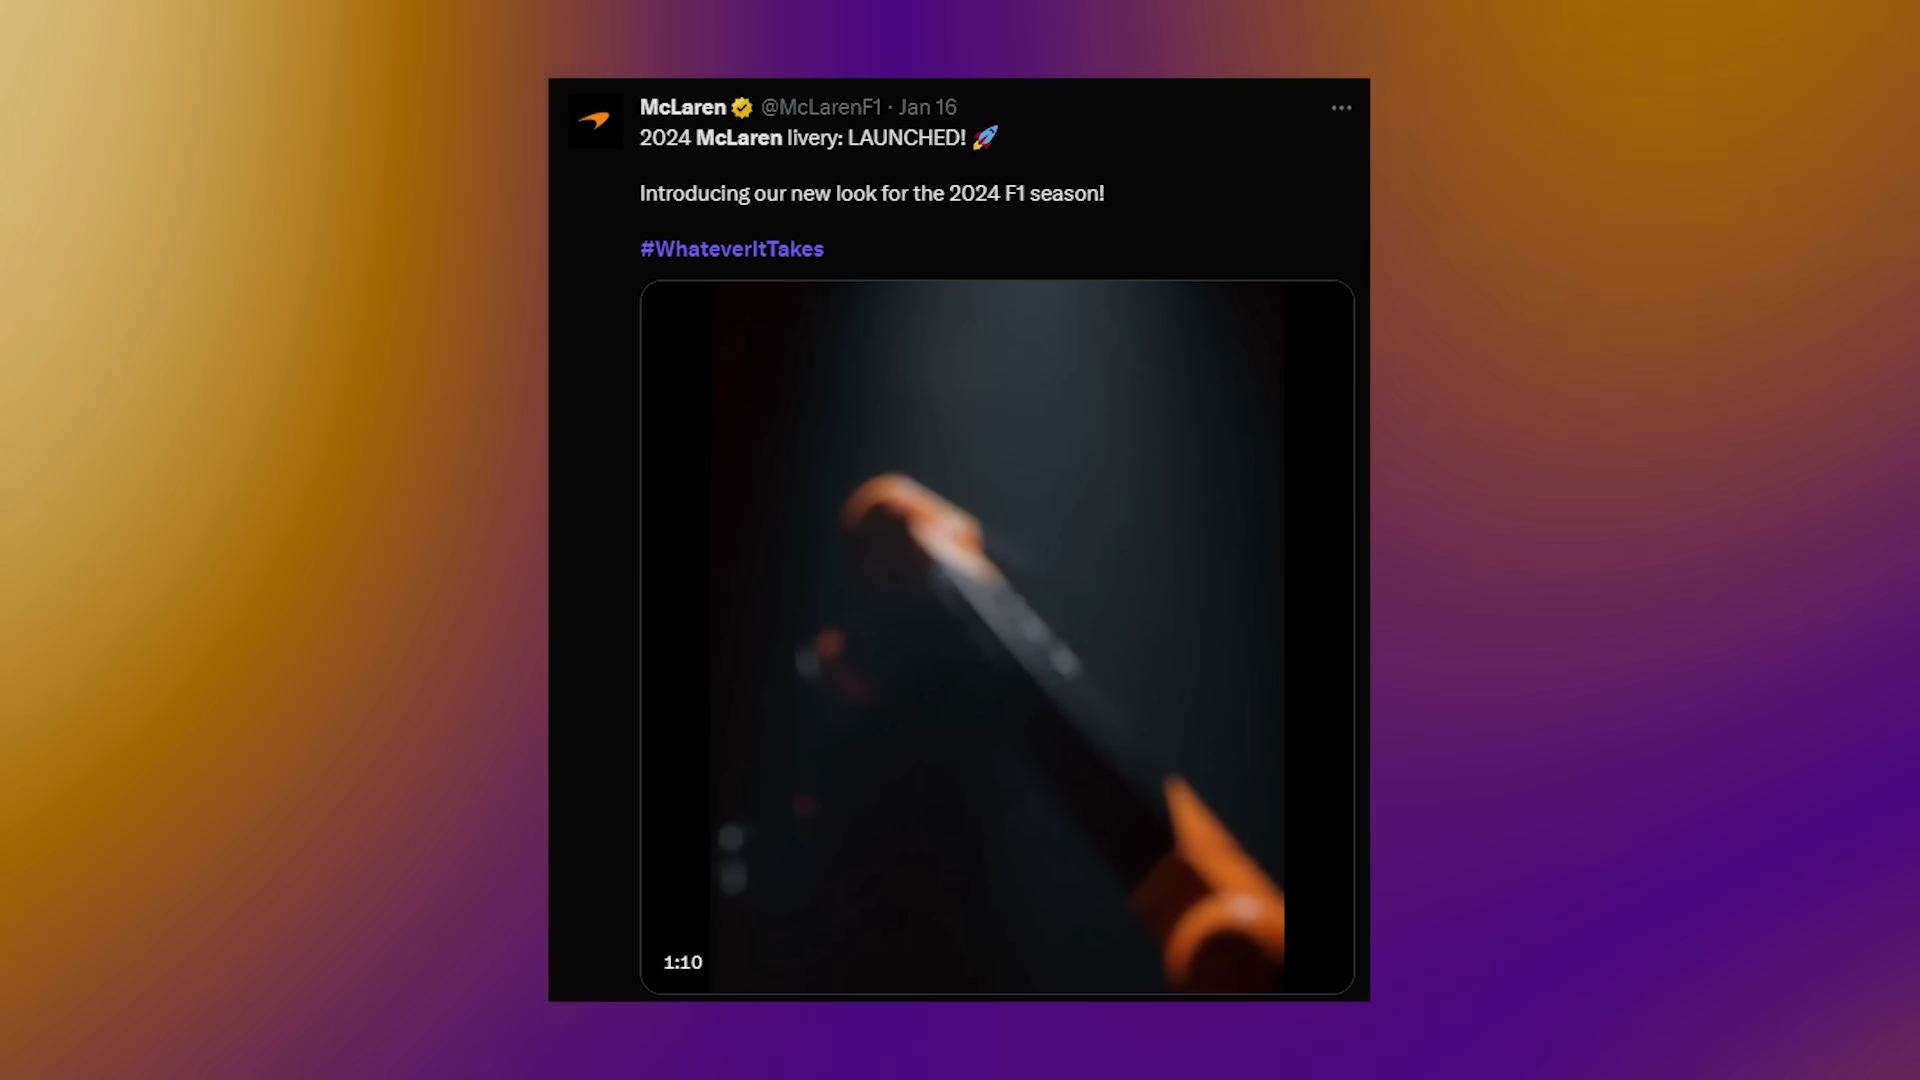 McLaren @McLarenF1 · Jan 16
2024 McLaren livery: LAUNCHED! 🚀
Introducing our new look for the 2024 F1 season!
#WhateverItTakes
1:10